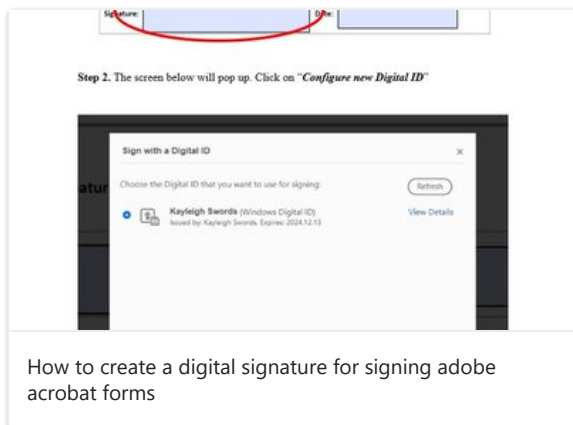 Signature: Date:
Step 2. The screen below will pop up. Click on “Configure new Digital ID”
Sign with a Digital ID ×
Choose the Digital ID that you want to use for signing: Refresh
Kayleigh Swords (Windows Digital ID) View Details
Issued by: Kayleigh Swords, Expires: 2024.12.13
How to create a digital signature for signing adobe
acrobat forms